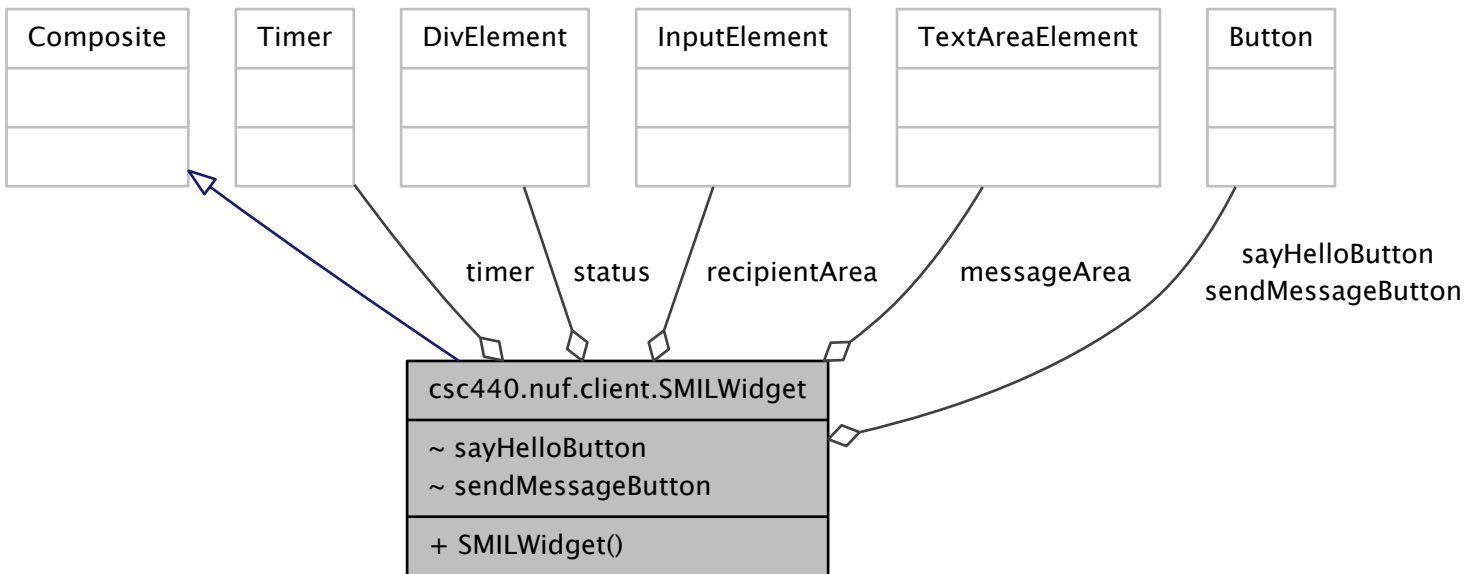 Composite
Timer
DivElement
InputElement
TextAreaElement
Button
timer
status
recipientArea
messageArea
sayHelloButton
sendMessageButton
csc440.nuf.client.SMILWidget
~ sayHelloButton
~ sendMessageButton
+ SMILWidget()